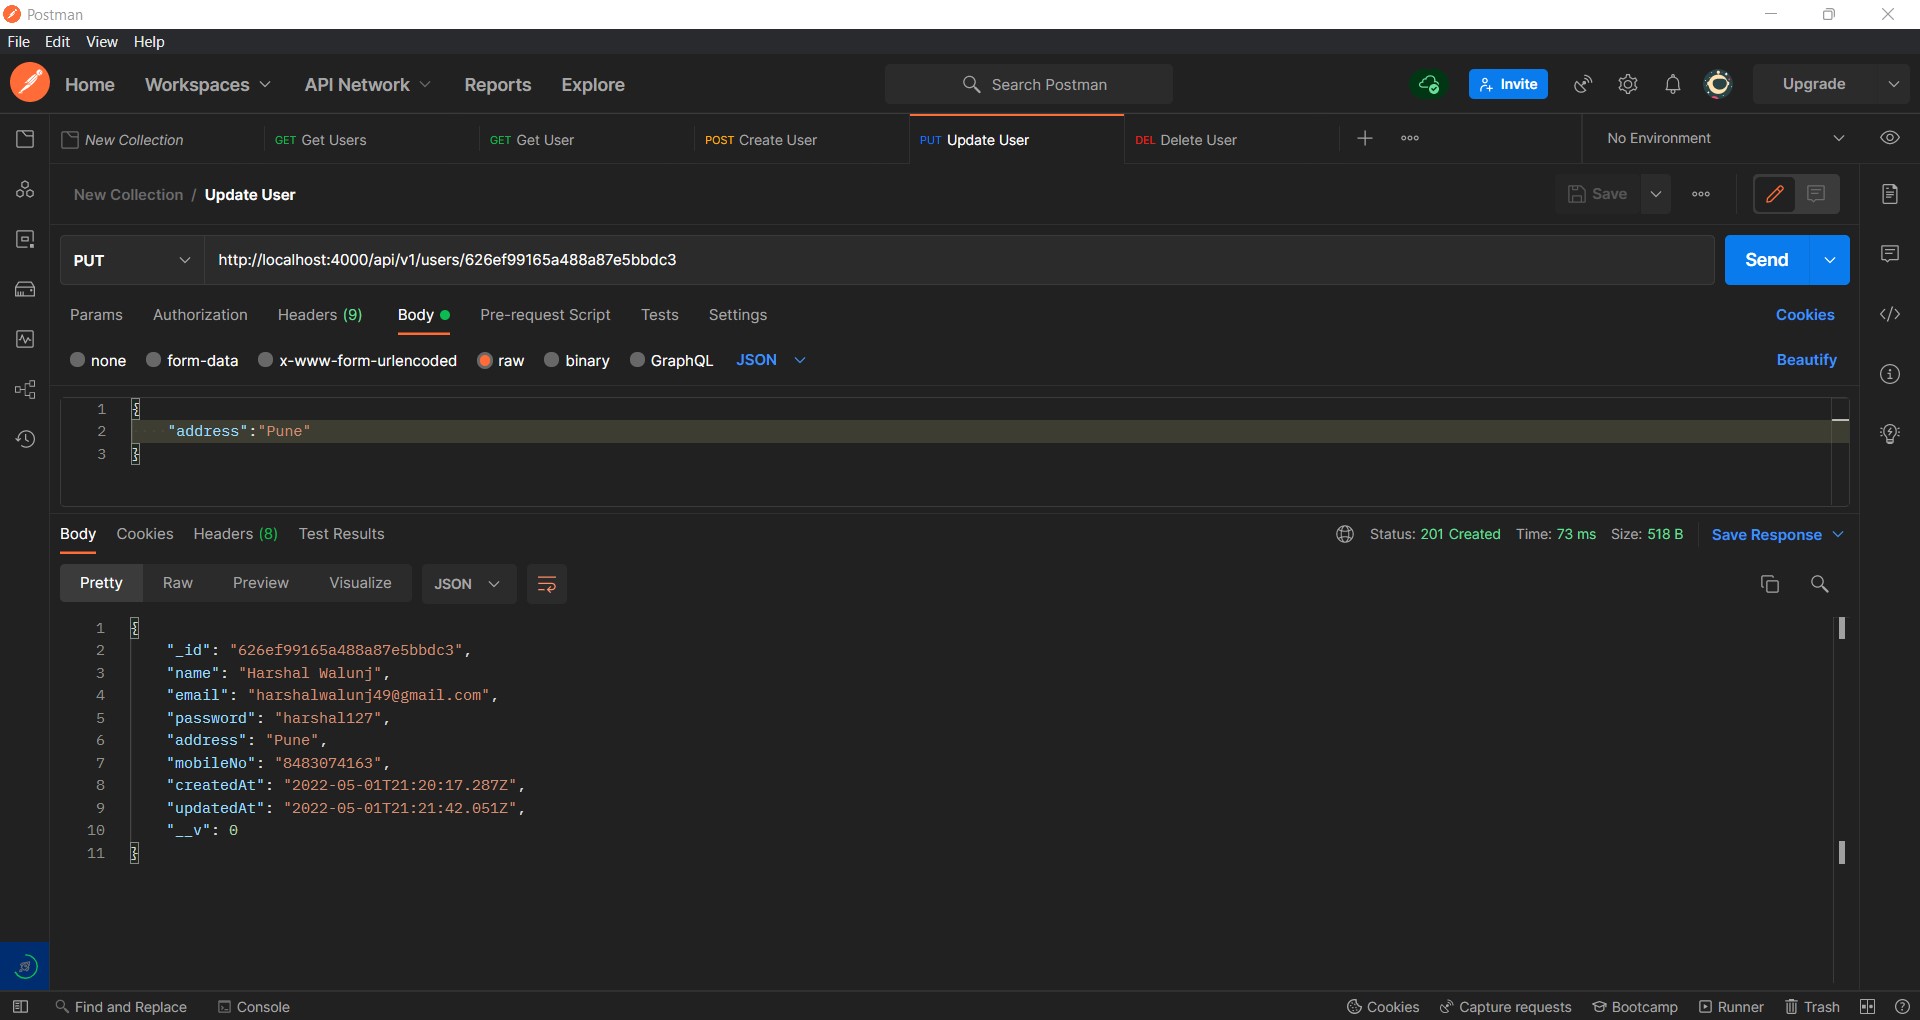 Postman
File Edit View Help
Home Workspaces API Network Reports Explore Search Postman Invite Upgrade
New Collection GET Get Users GET Get User POST Create User PUT Update User DEL Delete User No Environment
New Collection / Update User Save
PUT http://localhost:4000/api/v1/users/626ef99165a488a87e5bbdc3 Send
Params Authorization Headers (9) Body Pre-request Script Tests Settings Cookies
none form-data x-www-form-urlencoded raw binary GraphQL JSON Beautify
1 {
2 "address":"Pune"
3 }
Body Cookies Headers (8) Test Results Status: 201 Created Time: 73 ms Size: 518 B Save Response
Pretty Raw Preview Visualize JSON
1 {
2 "_id": "626ef99165a488a87e5bbdc3",
3 "name": "Harshal Walunj",
4 "email": "harshalwalunj49@gmail.com",
5 "password": "harshal127",
6 "address": "Pune",
7 "mobileNo": "8483074163",
8 "createdAt": "2022-05-01T21:20:17.287Z",
9 "updatedAt": "2022-05-01T21:21:42.051Z",
10 "__v": 0
11 }
Find and Replace Console Cookies Capture requests Bootcamp Runner Trash